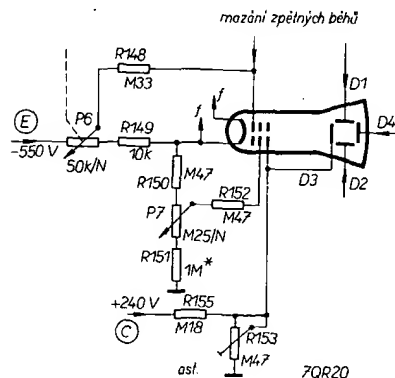 mazání zpětných běhů
R148
M33
f
f
D1
P6
E
R149
D4
-550 V
50k/N
10k
M47
D3
R150
R152
D2
P7
M47
M25/N
R151
1M*
+240 V
R155
C
M18
R153
M47
ast.
7QR20